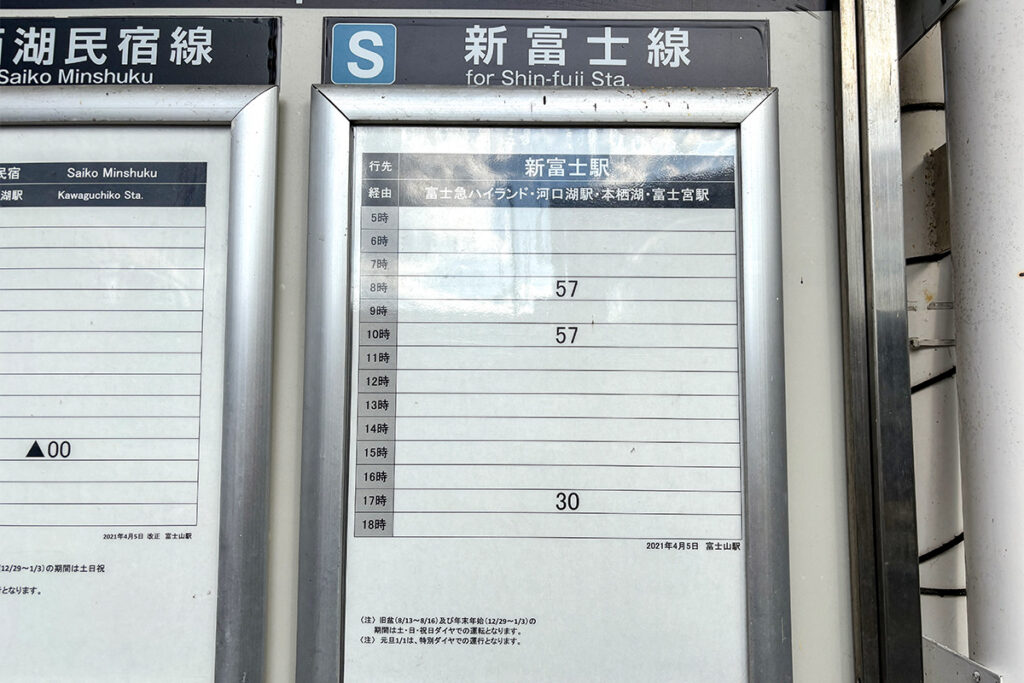 湖民宿線
Saiko Minshuku
民宿 Saiko Minshuku
湖駅 Kawaguchiko Sta.
▲00
2021年4月5日 改正 富士山駅
(12/29～1/3)の期間は土日祝
となります。
S 新富士線
for Shin-fuji Sta.
行先 新富士駅
経由 富士急ハイランド・河口湖駅・本栖湖・富士宮駅
5時
6時
7時
8時 57
9時
10時 57
11時
12時
13時
14時
15時
16時
17時 30
18時
2021年4月5日 富士山駅
(注) 旧盆(8/13～8/16)及び年末年始(12/29～1/3)の
期間は土・日・祝日ダイヤでの運転となります。
(注) 元旦1/1は、特別ダイヤでの運行となります。